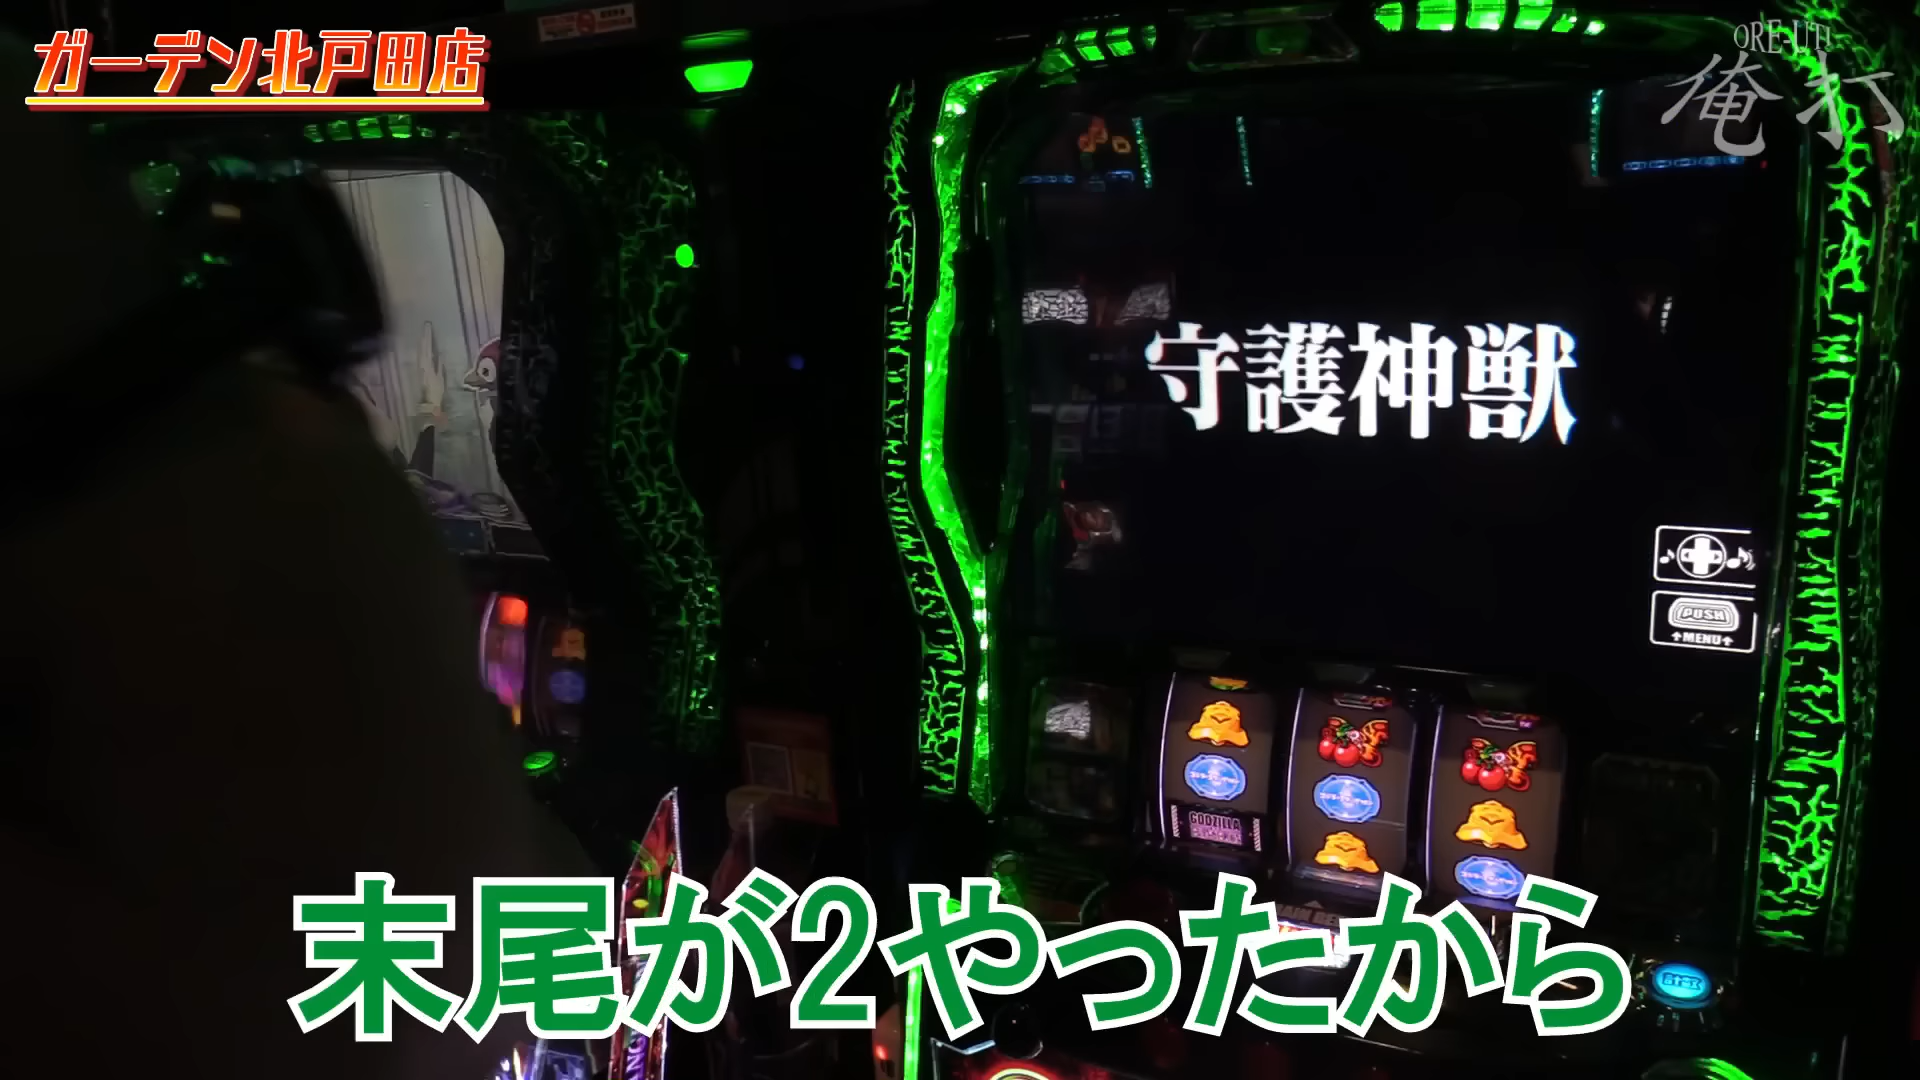 ガーデン北戸田店
ORE-UTI
俺打
守護神獣
PUSH
↑MENU↑
GODZILLA
末尾が2やったから